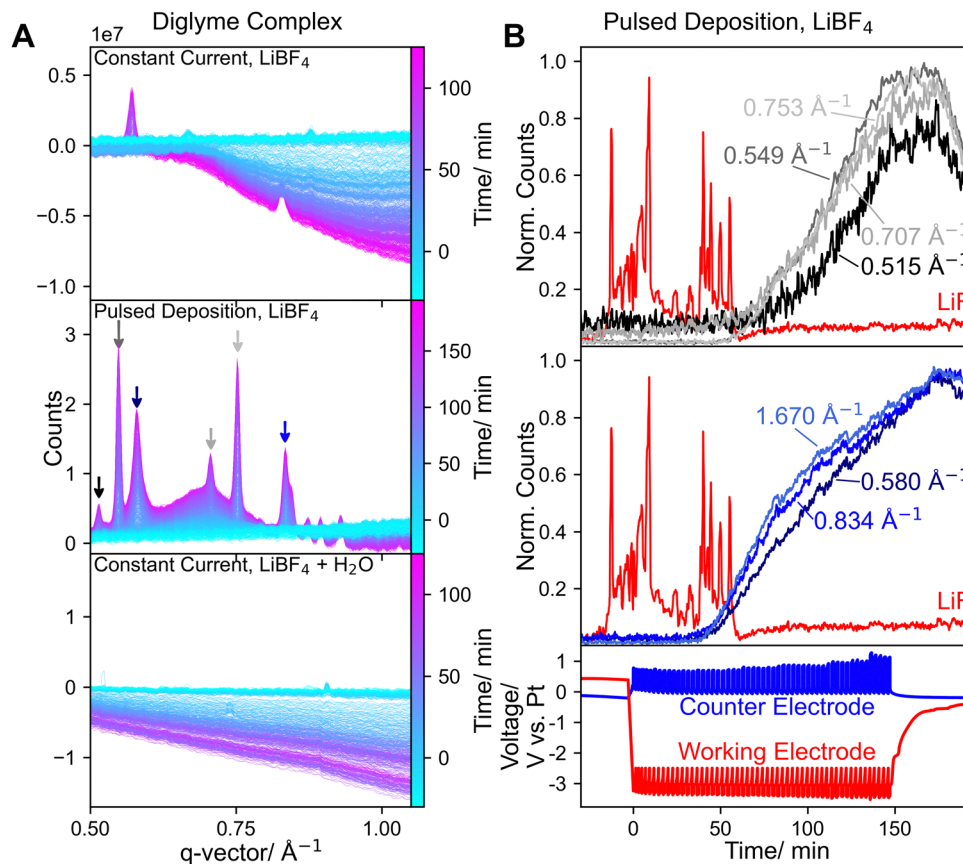 A
Diglyme Complex
1e7
Constant Current, LiBF4
0.5
0.0
−0.5
−1.0
100
50
0
Time/ min
Pulsed Deposition, LiBF4
3
2
1
0
Counts
150
100
50
0
Time/ min
Constant Current, LiBF4 + H2O
0
−1
100
50
0
Time/ min
0.50
0.75
1.00
q-vector/ Å−1
B
Pulsed Deposition, LiBF4
1.0
0.8
0.6
0.4
0.2
Norm. Counts
0.753 Å−1
0.549 Å−1
0.707 Å−1
0.515 Å−1
LiF
1.0
0.8
0.6
0.4
0.2
Norm. Counts
1.670 Å−1
0.580 Å−1
0.834 Å−1
LiF
1
0
-1
-2
-3
Voltage/
V vs. Pt
Counter Electrode
Working Electrode
0
50
100
150
Time/ min